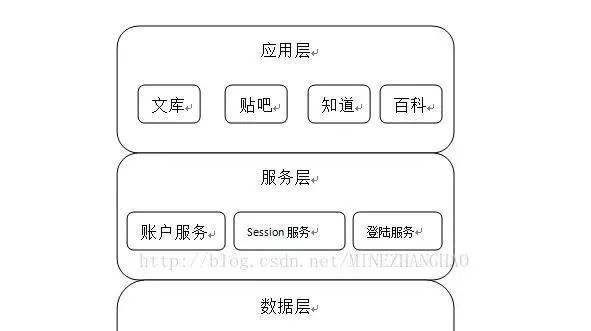 应用层
文库 贴吧 知道 百科
服务层
账户服务 Session 服务 登陆服务
http://blog.csdn.net/MINEZHANGHAO
数据层